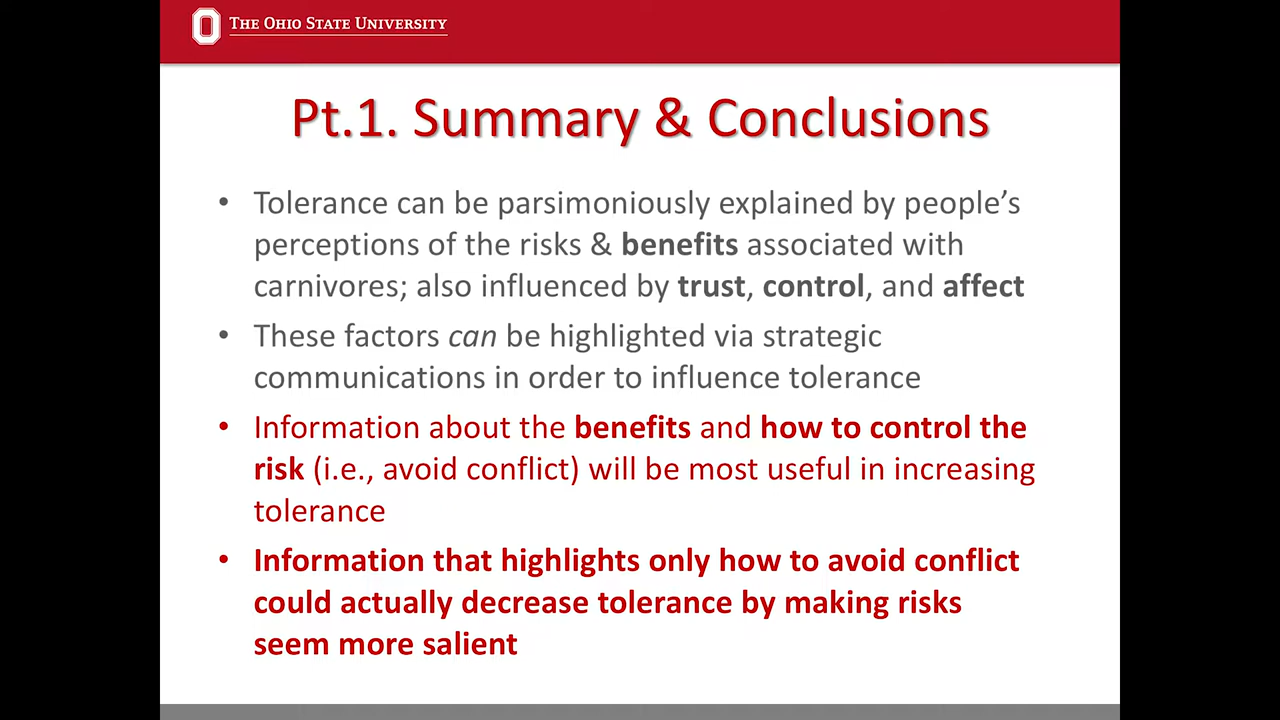 THE OHIO STATE UNIVERSITY
Pt.1. Summary & Conclusions
• Tolerance can be parsimoniously explained by people’s
perceptions of the risks & benefits associated with
carnivores; also influenced by trust, control, and affect
• These factors can be highlighted via strategic
communications in order to influence tolerance
• Information about the benefits and how to control the
risk (i.e., avoid conflict) will be most useful in increasing
tolerance
• Information that highlights only how to avoid conflict
could actually decrease tolerance by making risks
seem more salient